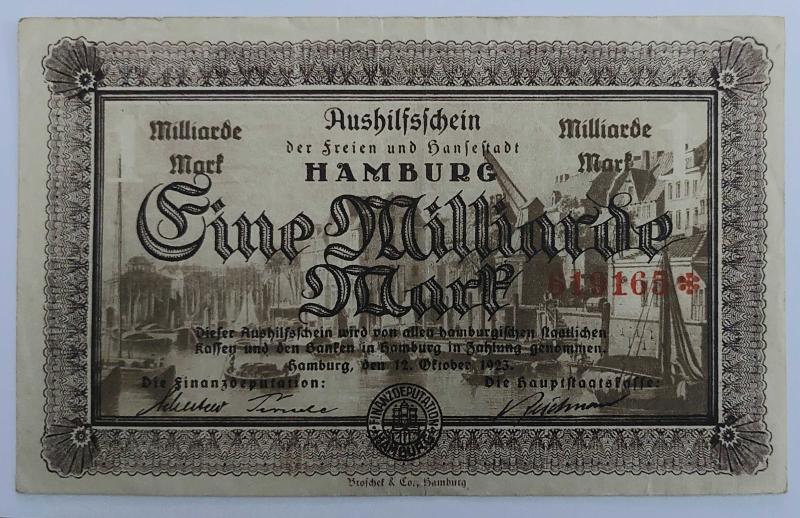 Aushilfsschein
der Freien und Hansestadt
HAMBURG
Milliarde
Mark
Milliarde
Mark
Eine Milliarde
Mark
619165
Dieser Aushilfsschein wird von allen hamburgischen staatlichen
Kassen und den Banken in Hamburg in Zahlung genommen.
Hamburg, den 12. Oktober 1923.
Die Finanzdeputation:
Die Hauptstaatskasse:
FINANZDEPUTATION
HAMBURG
Broschek & Co., Hamburg